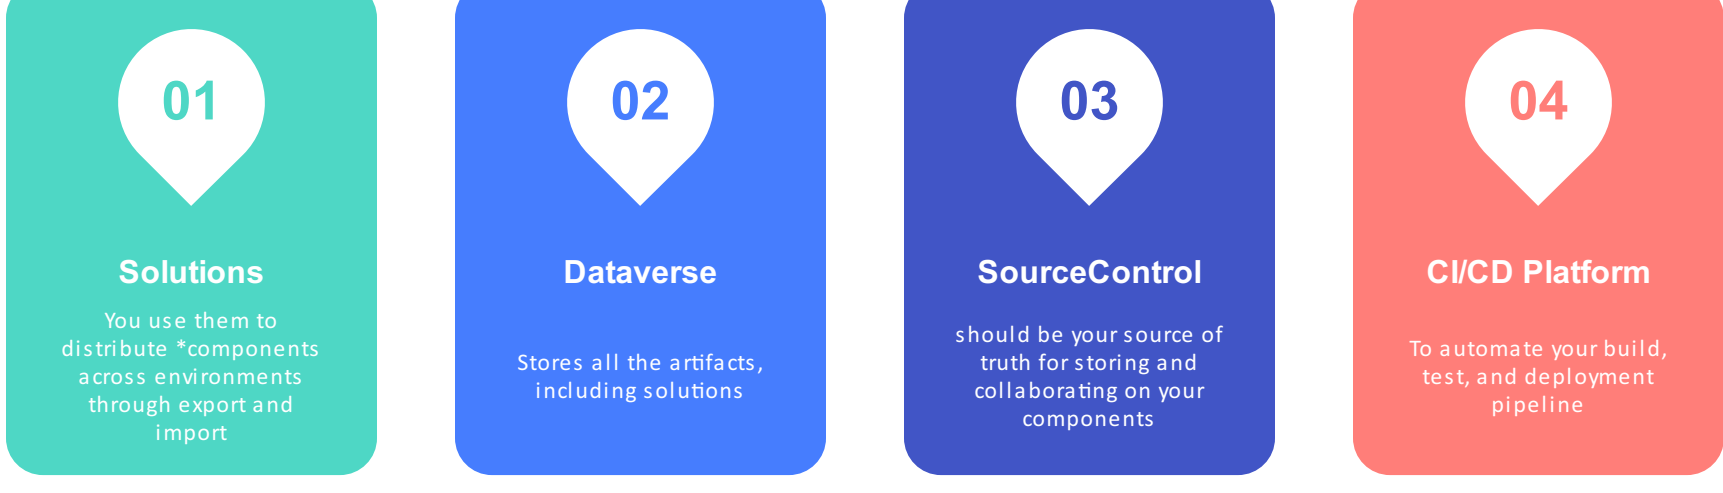 01
Solutions
You use them to
distribute *components
across environments
through export and
import
02
Dataverse
Stores all the artifacts,
including solutions
03
SourceControl
should be your source of
truth for storing and
collaborating on your
components
04
CI/CD Platform
To automate your build,
test, and deployment
pipeline